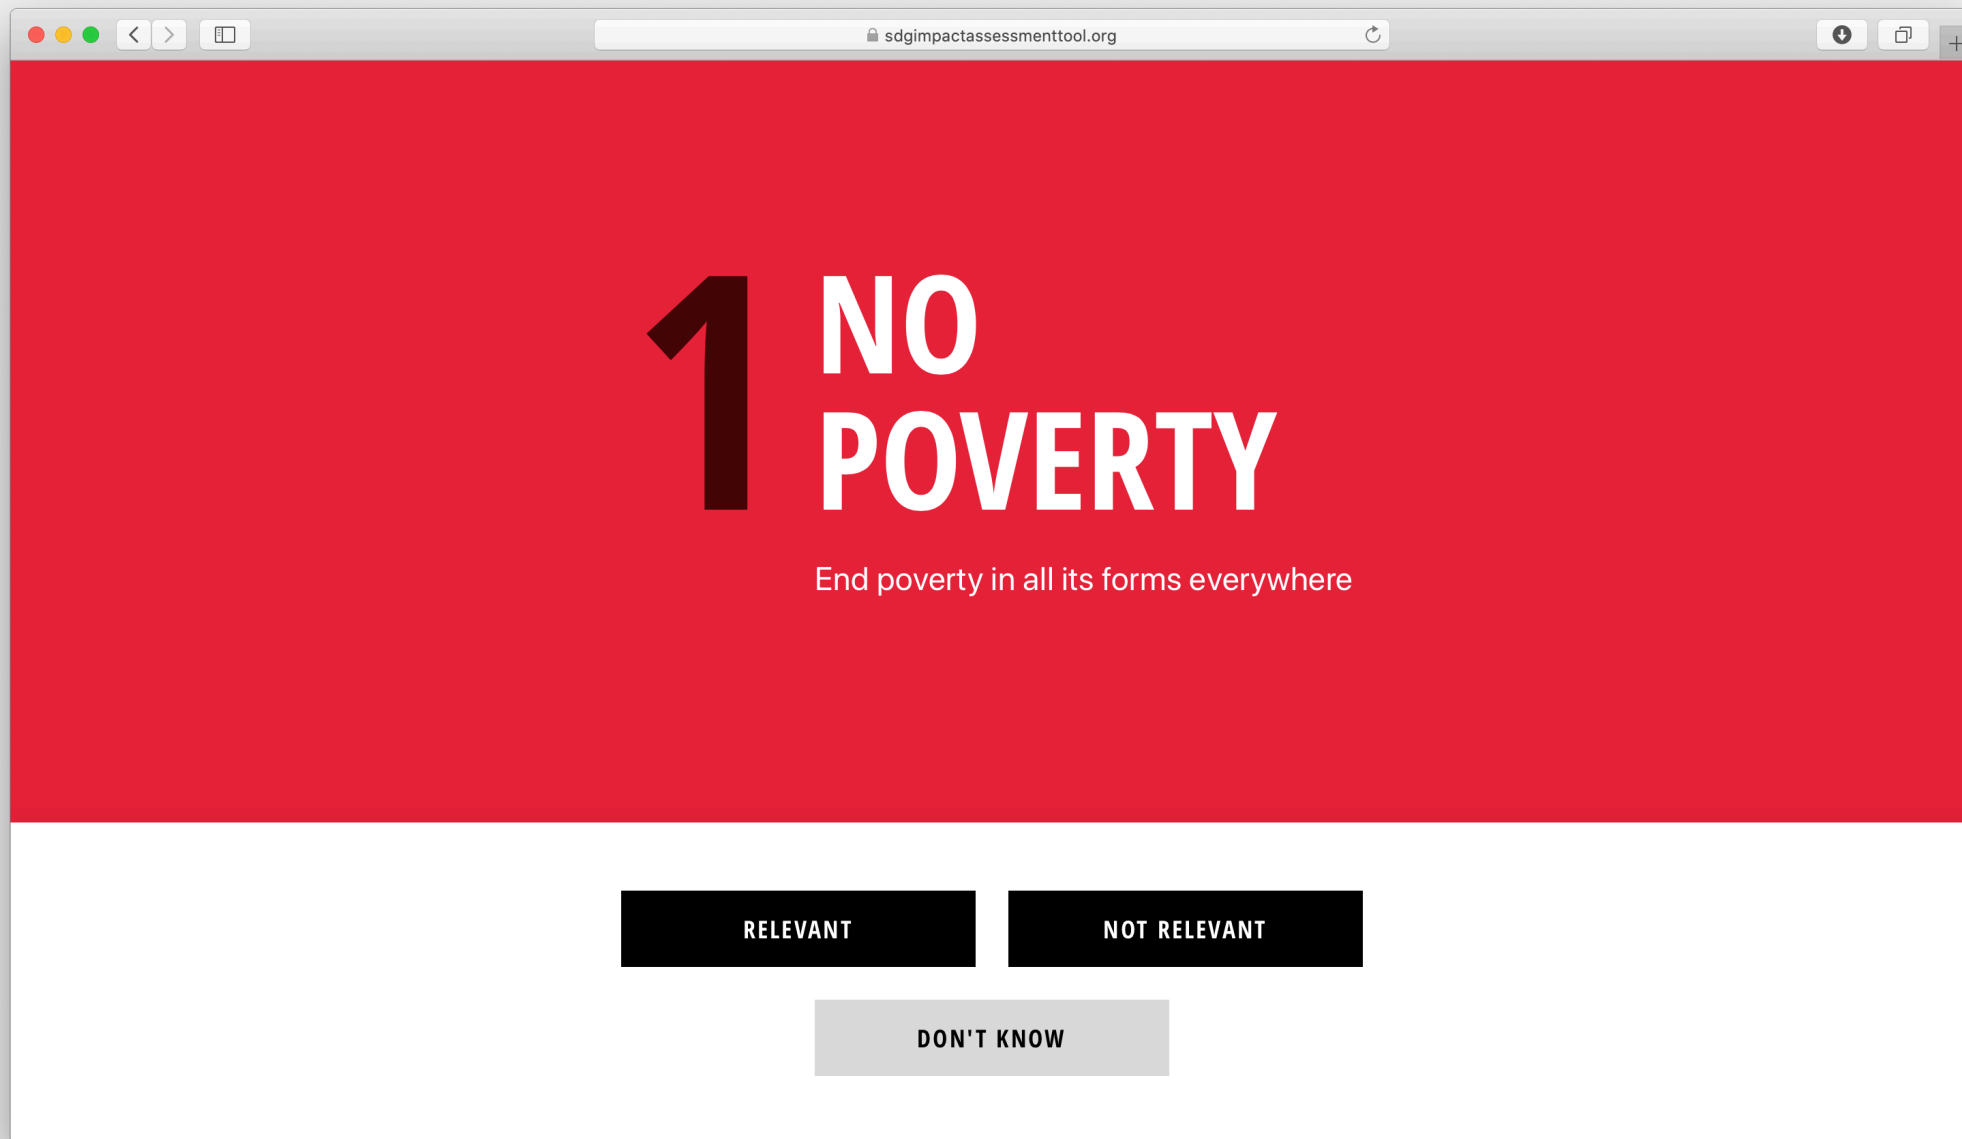 sdgimpactassessmenttool.org
1
NO
POVERTY
End poverty in all its forms everywhere
RELEVANT
NOT RELEVANT
DON'T KNOW